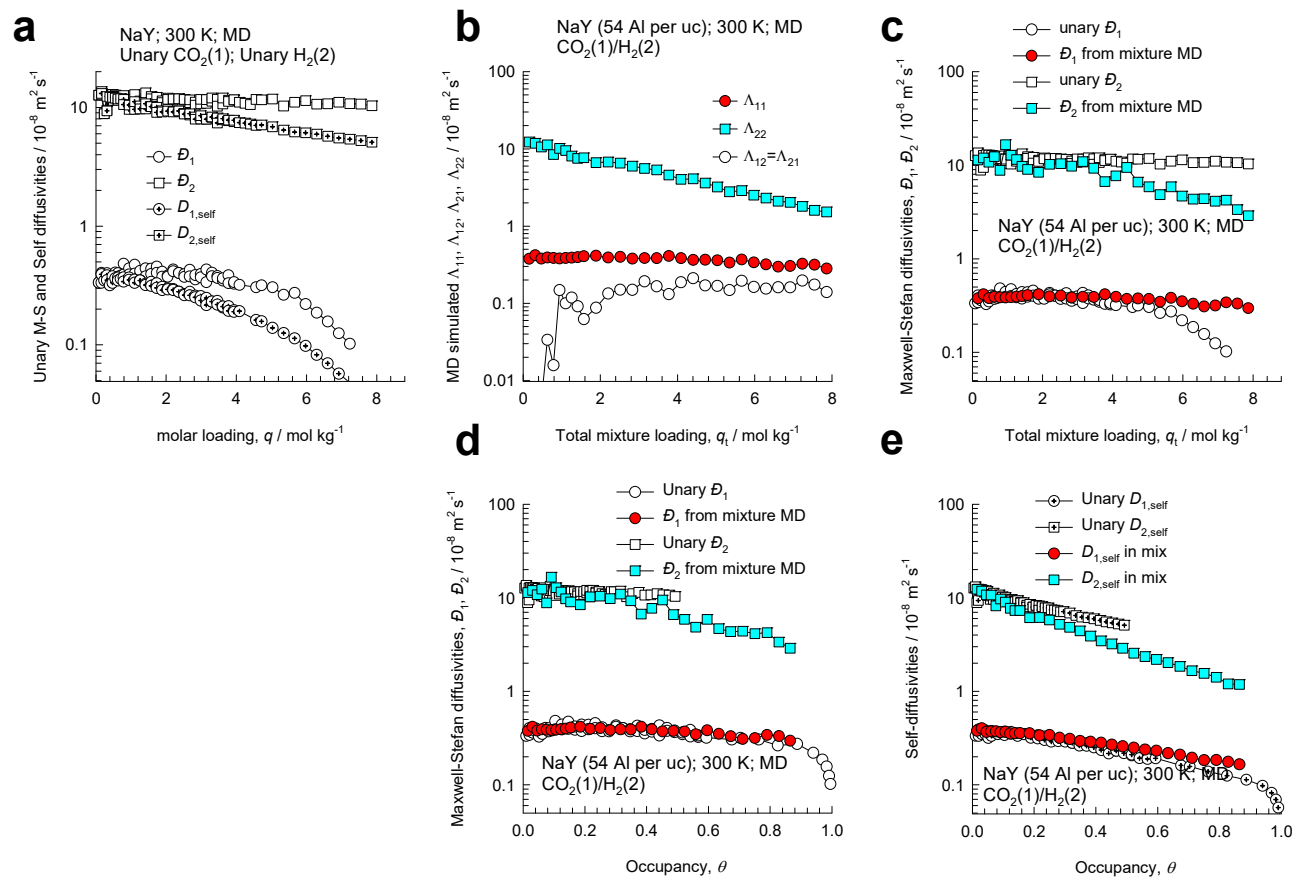 a
NaY; 300 K; MD
Unary CO₂(1); Unary H₂(2)
Unary M-S and Self diffusivities / 10⁻⁸ m² s⁻¹
10
1
0.1
Đ₁
Đ₂
D₁,self
D₂,self
0 2 4 6 8
molar loading, q / mol kg⁻¹
b
NaY (54 Al per uc); 300 K; MD
CO₂(1)/H₂(2)
MD simulated Λ₁₁, Λ₁₂, Λ₂₁, Λ₂₂ / 10⁻⁸ m² s⁻¹
100
10
1
0.1
0.01
Λ₁₁
Λ₂₂
Λ₁₂=Λ₂₁
0 2 4 6 8
Total mixture loading, qₜ / mol kg⁻¹
c
unary Đ₁
Đ₁ from mixture MD
unary Đ₂
Đ₂ from mixture MD
Maxwell-Stefan diffusivities, Đ₁, Đ₂ / 10⁻⁸ m² s⁻¹
100
10
1
0.1
NaY (54 Al per uc); 300 K; MD
CO₂(1)/H₂(2)
0 2 4 6 8
Total mixture loading, qₜ / mol kg⁻¹
d
Unary Đ₁
Đ₁ from mixture MD
Unary Đ₂
Đ₂ from mixture MD
Maxwell-Stefan diffusivities, Đ₁, Đ₂ / 10⁻⁸ m² s⁻¹
100
10
1
0.1
NaY (54 Al per uc); 300 K; MD
CO₂(1)/H₂(2)
0.0 0.2 0.4 0.6 0.8 1.0
Occupancy, θ
e
Unary D₁,self
Unary D₂,self
D₁,self in mix
D₂,self in mix
Self-diffusivities / 10⁻⁸ m² s⁻¹
100
10
1
0.1
NaY (54 Al per uc); 300 K; MD
CO₂(1)/H₂(2)
0.0 0.2 0.4 0.6 0.8 1.0
Occupancy, θ